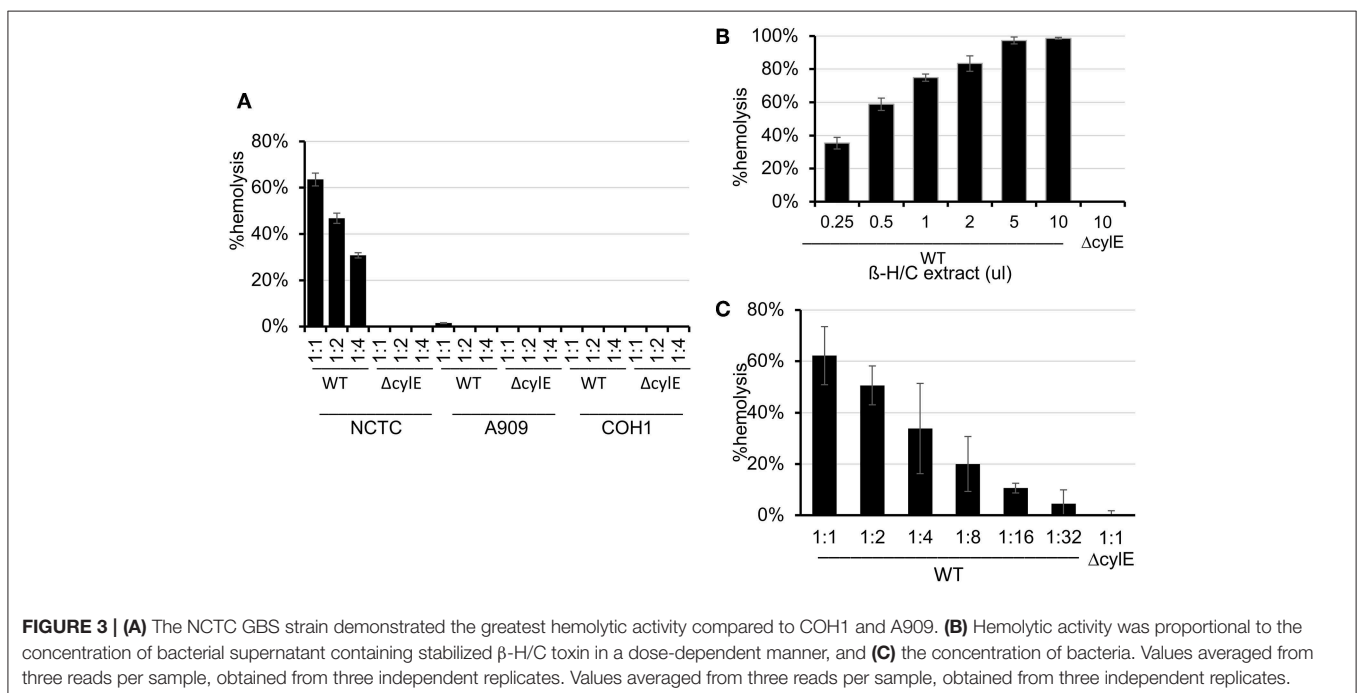 A
80%
60%
40%
20%
0%
%hemolysis
1:1 1:2 1:4 1:1 1:2 1:4 1:1 1:2 1:4 1:1 1:2 1:4 1:1 1:2 1:4 1:1 1:2 1:4
WT ΔcylE WT ΔcylE WT ΔcylE
NCTC A909 COH1
B
100%
80%
60%
40%
20%
0%
%hemolysis
0.25 0.5 1 2 5 10 10
WT ΔcylE
ß-H/C extract (ul)
C
80%
60%
40%
20%
0%
%hemolysis
1:1 1:2 1:4 1:8 1:16 1:32 1:1
WT ΔcylE
FIGURE 3 | (A) The NCTC GBS strain demonstrated the greatest hemolytic activity compared to COH1 and A909. (B) Hemolytic activity was proportional to the
concentration of bacterial supernatant containing stabilized β-H/C toxin in a dose-dependent manner, and (C) the concentration of bacteria. Values averaged from
three reads per sample, obtained from three independent replicates. Values averaged from three reads per sample, obtained from three independent replicates.